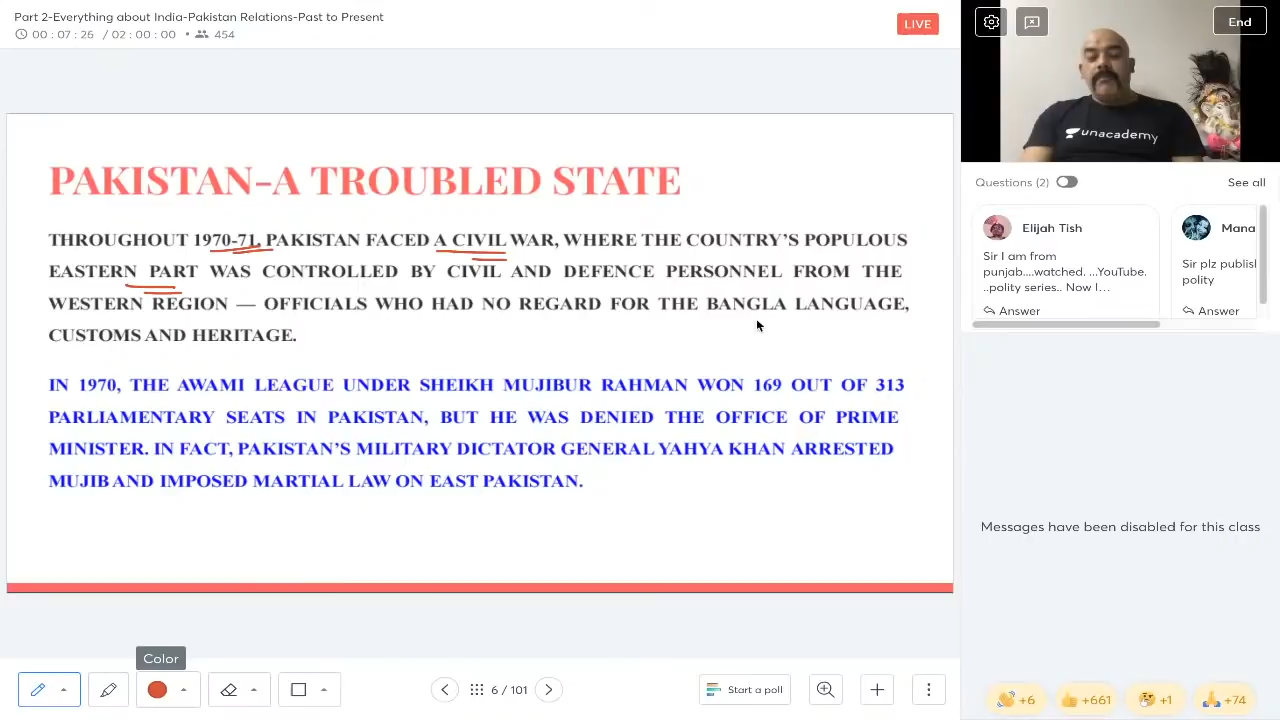 Part 2-Everything about India-Pakistan Relations-Past to Present
00 : 07 : 26 / 02 : 00 : 00 • 454
LIVE
End
unacademy
PAKISTAN-A TROUBLED STATE
THROUGHOUT 1970-71, PAKISTAN FACED A CIVIL WAR, WHERE THE COUNTRY'S POPULOUS
EASTERN PART WAS CONTROLLED BY CIVIL AND DEFENCE PERSONNEL FROM THE
WESTERN REGION — OFFICIALS WHO HAD NO REGARD FOR THE BANGLA LANGUAGE,
CUSTOMS AND HERITAGE.
IN 1970, THE AWAMI LEAGUE UNDER SHEIKH MUJIBUR RAHMAN WON 169 OUT OF 313
PARLIAMENTARY SEATS IN PAKISTAN, BUT HE WAS DENIED THE OFFICE OF PRIME
MINISTER. IN FACT, PAKISTAN'S MILITARY DICTATOR GENERAL YAHYA KHAN ARRESTED
MUJIB AND IMPOSED MARTIAL LAW ON EAST PAKISTAN.
Questions (2)
See all
Elijah Tish
Sir I am from
punjab....watched. ...YouTube.
..polity series.. Now I...
Answer
Mana
Sir plz publis
polity
Answer
Messages have been disabled for this class
Color
6 / 101
Start a poll
+6
+661
+1
+74